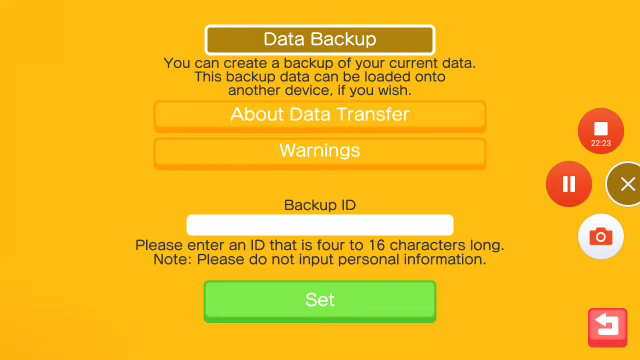 Data Backup
You can create a backup of your current data.
This backup data can be loaded onto
another device, if you wish.
About Data Transfer
Warnings
22:23
Backup ID
Please enter an ID that is four to 16 characters long.
Note: Please do not input personal information.
Set